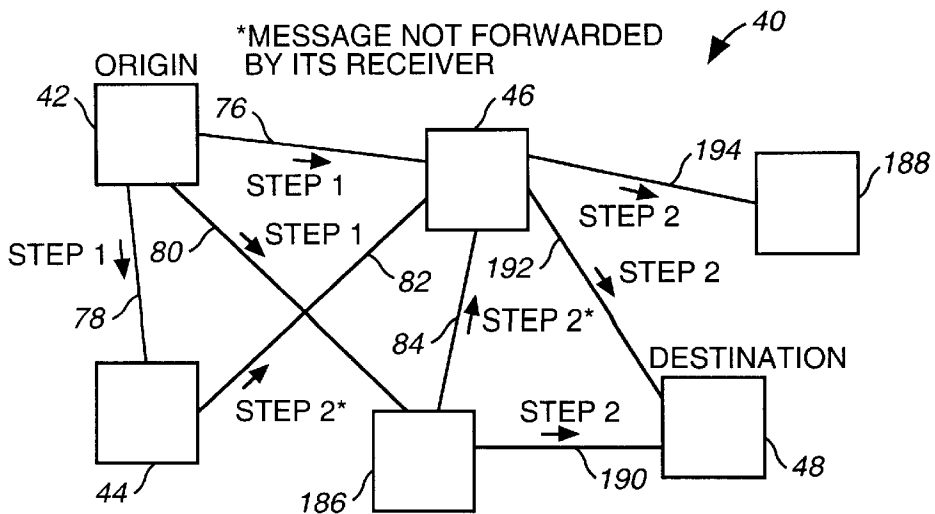 *MESSAGE NOT FORWARDED
BY ITS RECEIVER
40
ORIGIN
42
76
46
STEP 1
194
188
STEP 2
STEP 1
80
STEP 1
82
192
STEP 2
78
84
STEP 2*
DESTINATION
STEP 2*
STEP 2
44
186
190
48